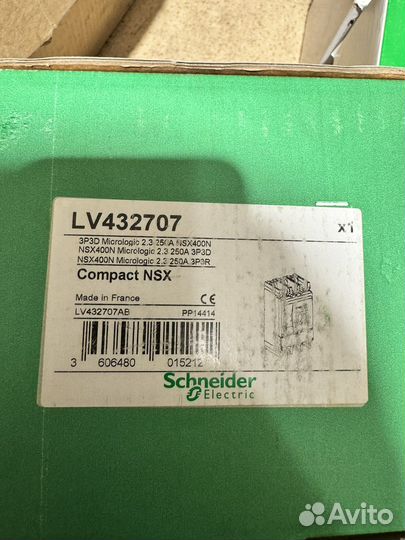 LV432707
x1
3P3D Micrologic 2.3 250A NSX400N
NSX400N Micrologic 2.3 250A 3P3D
NSX400N Micrologic 2.3 250A 3P3R
Compact NSX
Made in France CE
LV432707AB PP14414
3 606480 015212
Schneider
Electric
Avito